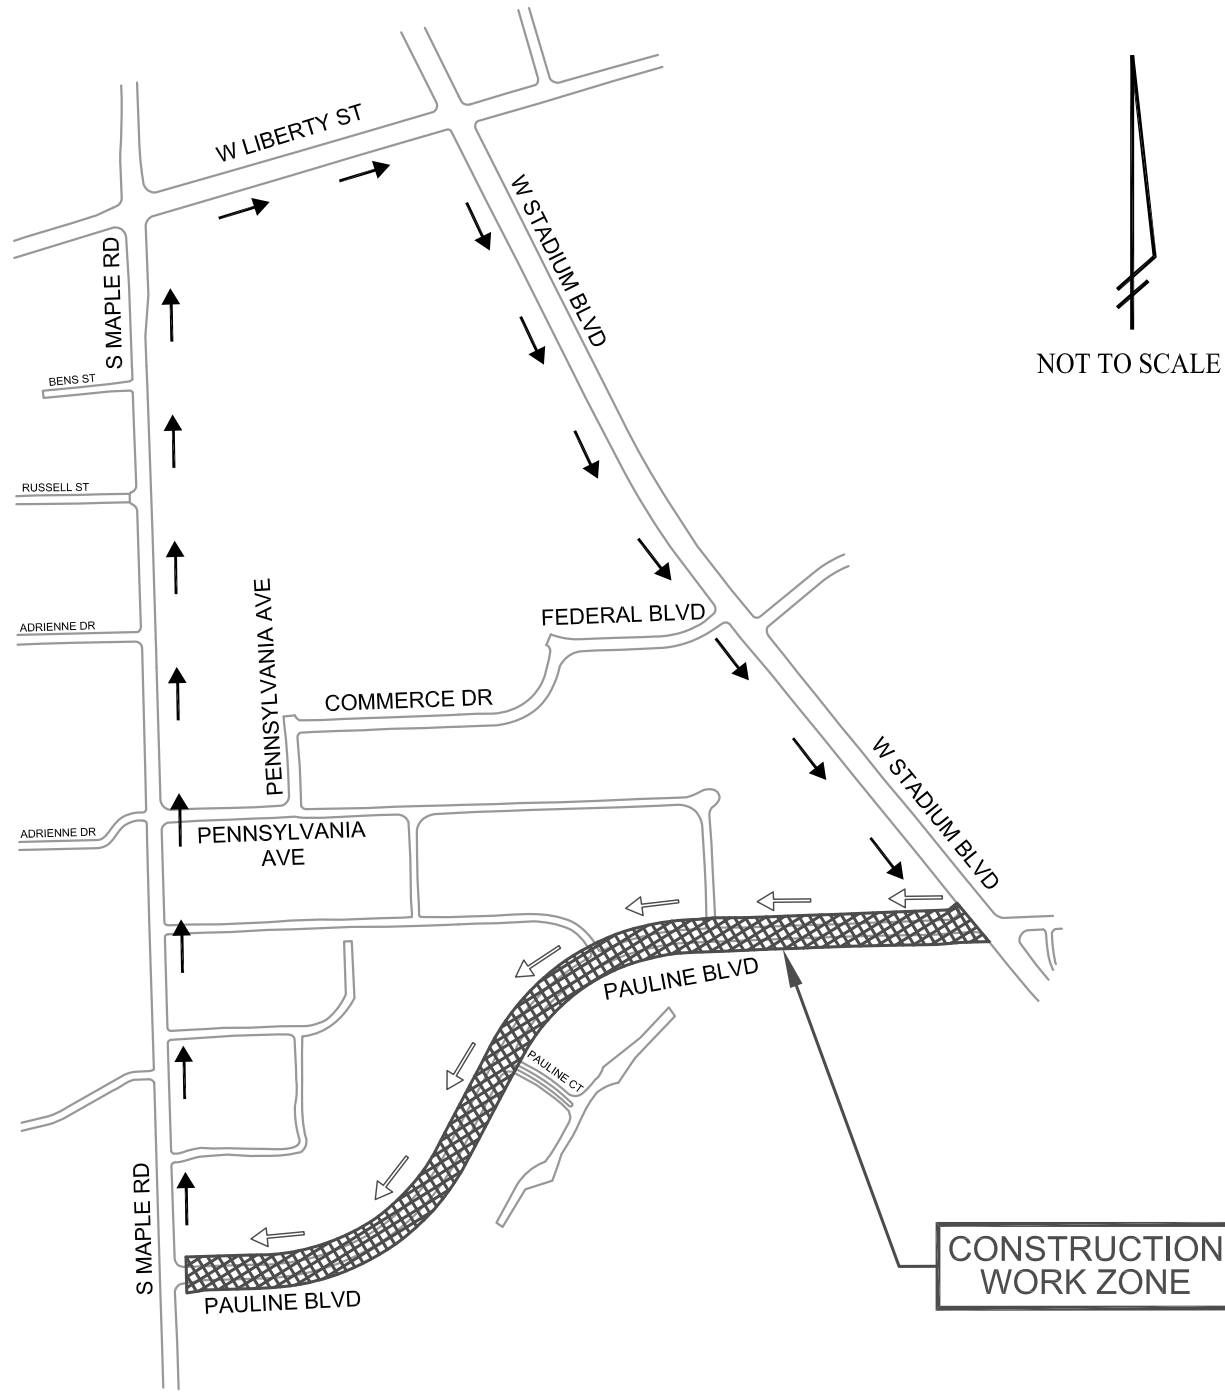 W LIBERTY ST
W STADIUM BLVD
S MAPLE RD
NOT TO SCALE
BENS ST
RUSSELL ST
PENNSYLVANIA AVE
FEDERAL BLVD
ADRIENNE DR
COMMERCE DR
W STADIUM BLVD
ADRIENNE DR
PENNSYLVANIA
AVE
PAULINE BLVD
PAULINE CT
S MAPLE RD
CONSTRUCTION
WORK ZONE
PAULINE BLVD